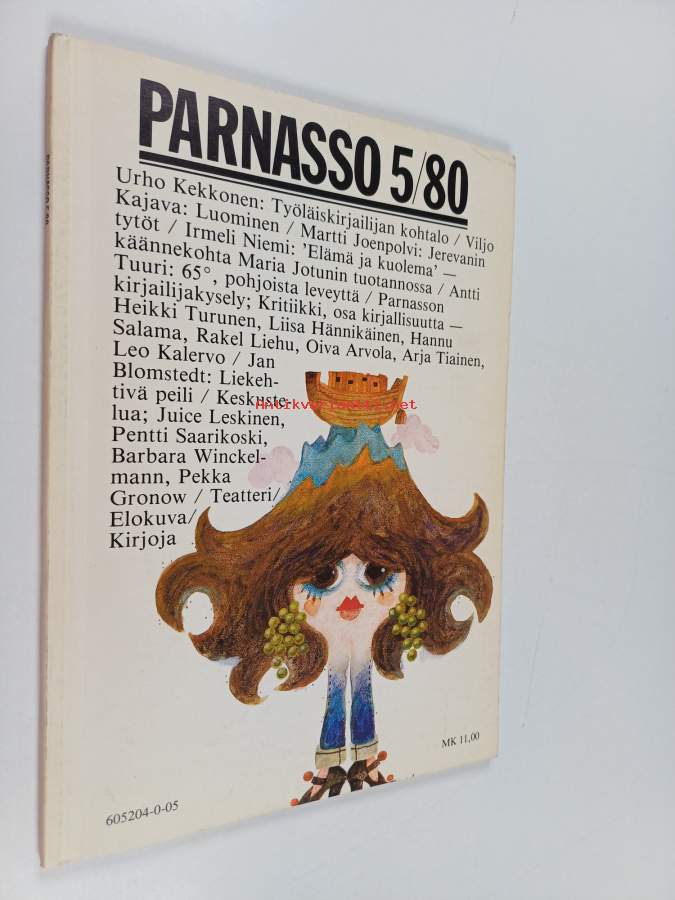 PARNASSO 5/80
Urho Kekkonen: Työläiskirjailijan kohtalo / Viljo
Kajava: Luominen / Martti Joenpolvi: Jerevanin
tytöt / Irmeli Niemi: 'Elämä ja kuolema' —
käännekohta Maria Jotunin tuotannossa / Antti
Tuuri: 65°, pohjoista leveyttä / Parnasson
kirjailijakysely; Kritiikki, osa kirjallisuutta —
Heikki Turunen, Liisa Hännikäinen, Hannu
Salama, Rakel Liehu, Oiva Arvola, Arja Tiainen,
Leo Kalervo / Jan
Blomstedt: Liekeh-
tivä peili / Keskuste-
lua; Juice Leskinen,
Pentti Saarikoski,
Barbara Winckel-
mann, Pekka
Gronow / Teatteri/
Elokuva/
Kirjoja
MK 11,00
605204-0-05